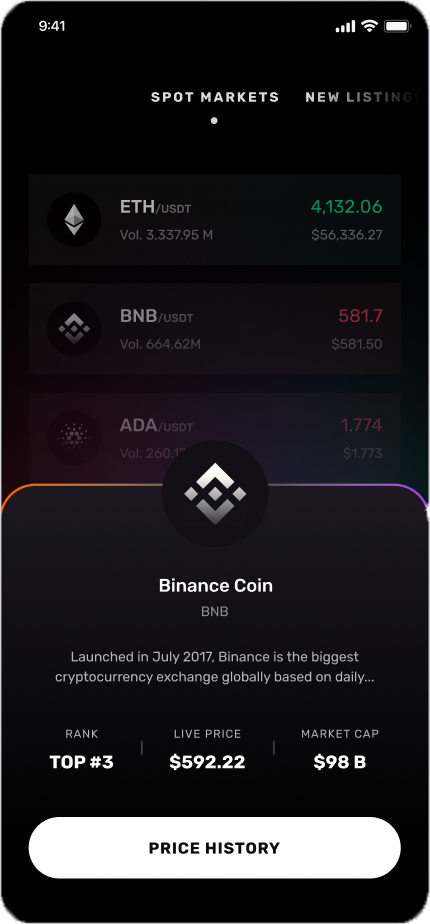 9:41
SPOT MARKETS NEW LISTING
ETH/USDT 4,132.06
Vol. 3.337.95 M $56,336.27
BNB/USDT 581.7
Vol. 664.62M $581.50
ADA/USDT 1.774
Vol. 260.17 $1.773
Binance Coin
BNB
Launched in July 2017, Binance is the biggest
cryptocurrency exchange globally based on daily...
RANK LIVE PRICE MARKET CAP
TOP #3 $592.22 $98 B
PRICE HISTORY